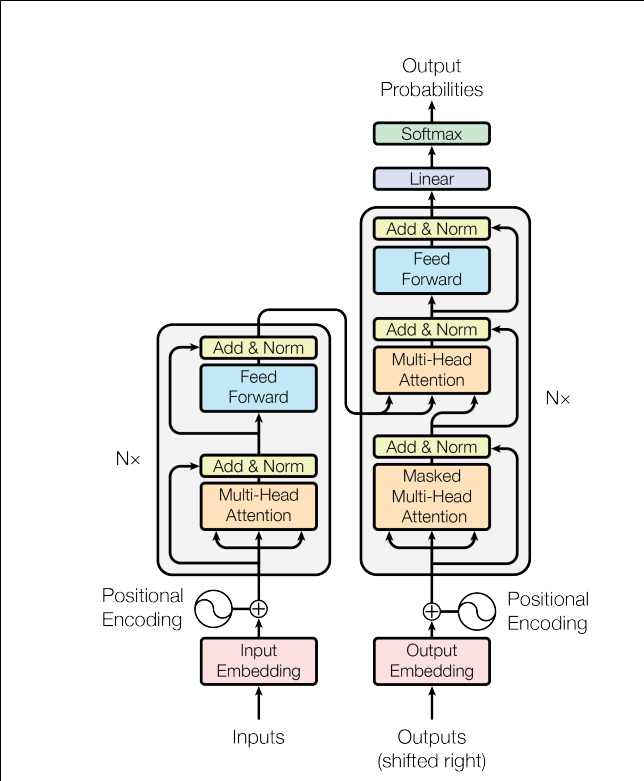 Output
Probabilities
Softmax
Linear
Add & Norm
Feed
Forward
Add & Norm
Multi-Head
Attention
Add & Norm
Masked
Multi-Head
Attention
N×
Add & Norm
Feed
Forward
Add & Norm
Multi-Head
Attention
N×
Positional
Encoding
Input
Embedding
Inputs
Positional
Encoding
Output
Embedding
Outputs
(shifted right)